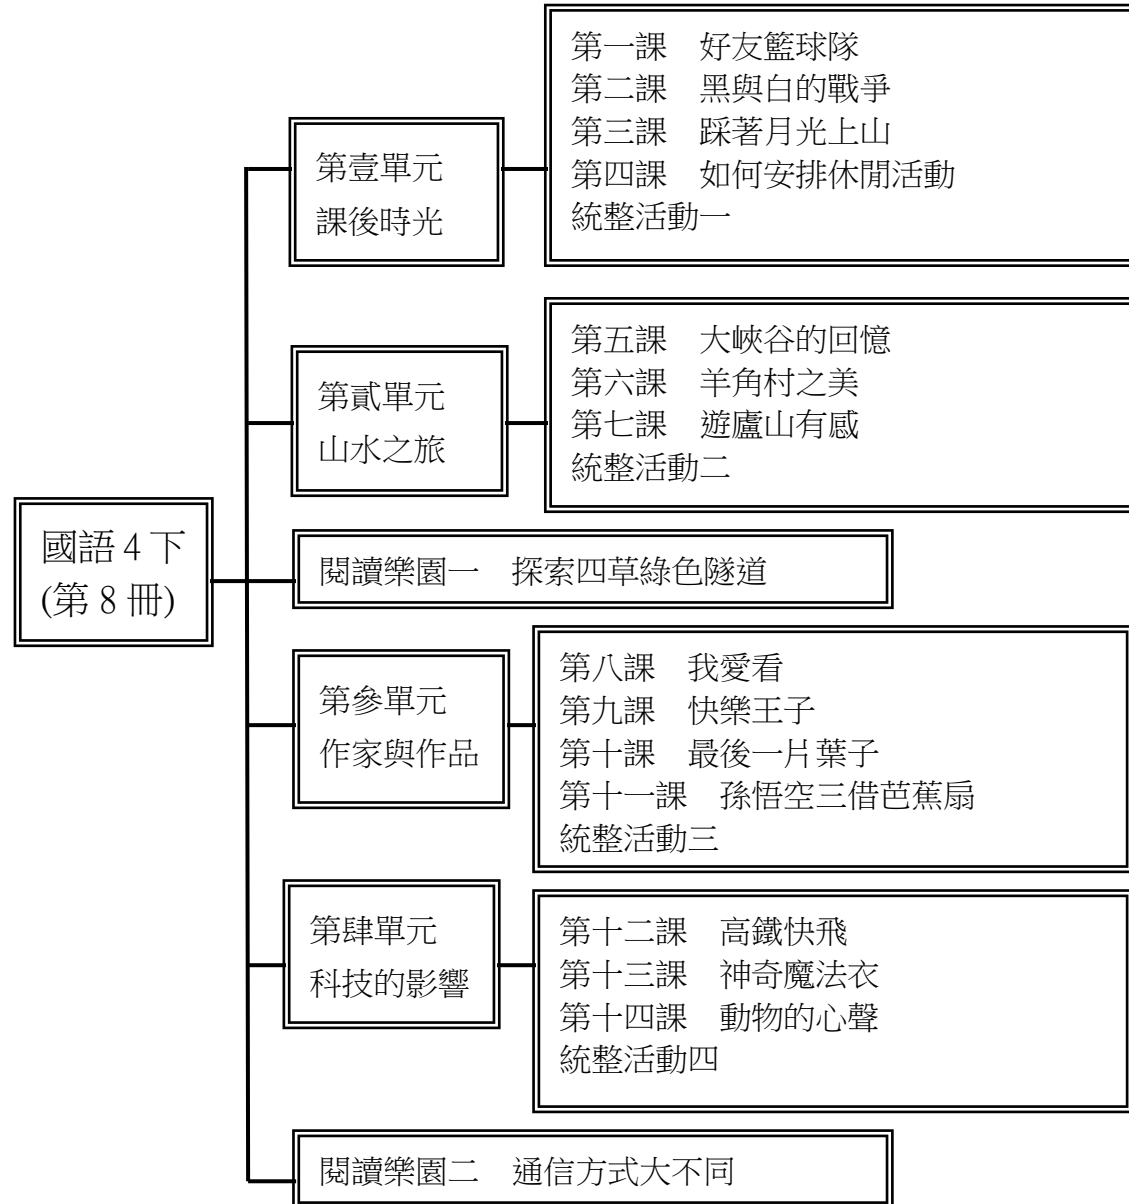 國語 4 下
(第 8 冊)
第壹單元
課後時光
第一課　好友籃球隊
第二課　黑與白的戰爭
第三課　踩著月光上山
第四課　如何安排休閒活動
統整活動一
第貳單元
山水之旅
第五課　大峽谷的回憶
第六課　羊角村之美
第七課　遊廬山有感
統整活動二
閱讀樂園一　探索四草綠色隧道
第參單元
作家與作品
第八課　我愛看
第九課　快樂王子
第十課　最後一片葉子
第十一課　孫悟空三借芭蕉扇
統整活動三
第肆單元
科技的影響
第十二課　高鐵快飛
第十三課　神奇魔法衣
第十四課　動物的心聲
統整活動四
閱讀樂園二　通信方式大不同